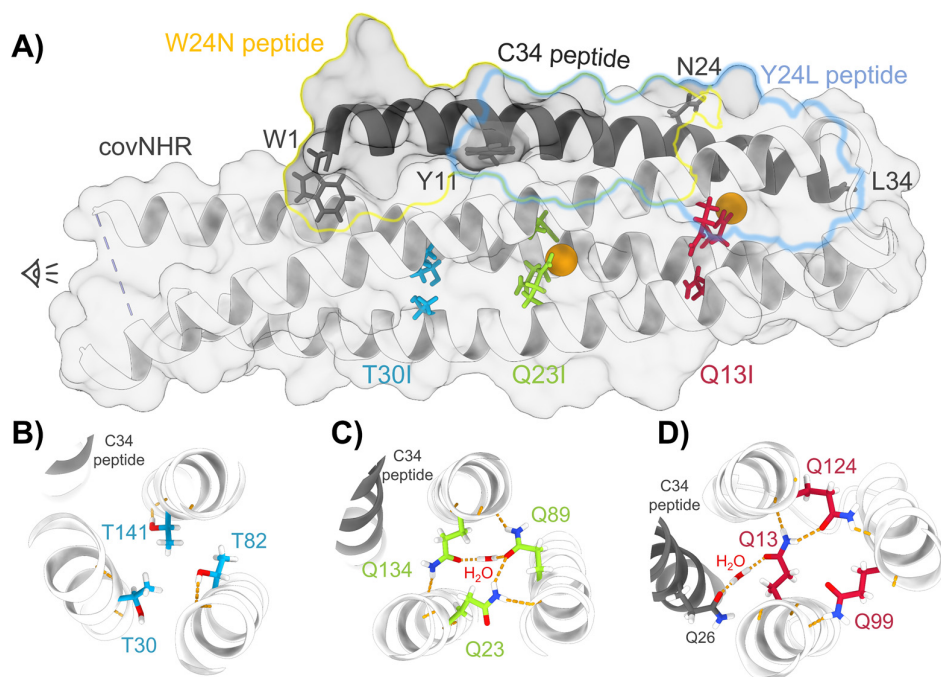 A)
W24N peptide
C34 peptide
N24
Y24L peptide
covNHR
W1
Y11
L34
T30I
Q23I
Q13I
B)
C34
peptide
T141
T82
T30
C)
C34
peptide
Q89
Q134
H₂O
Q23
D)
C34
peptide
Q124
Q13
H₂O
Q26
Q99